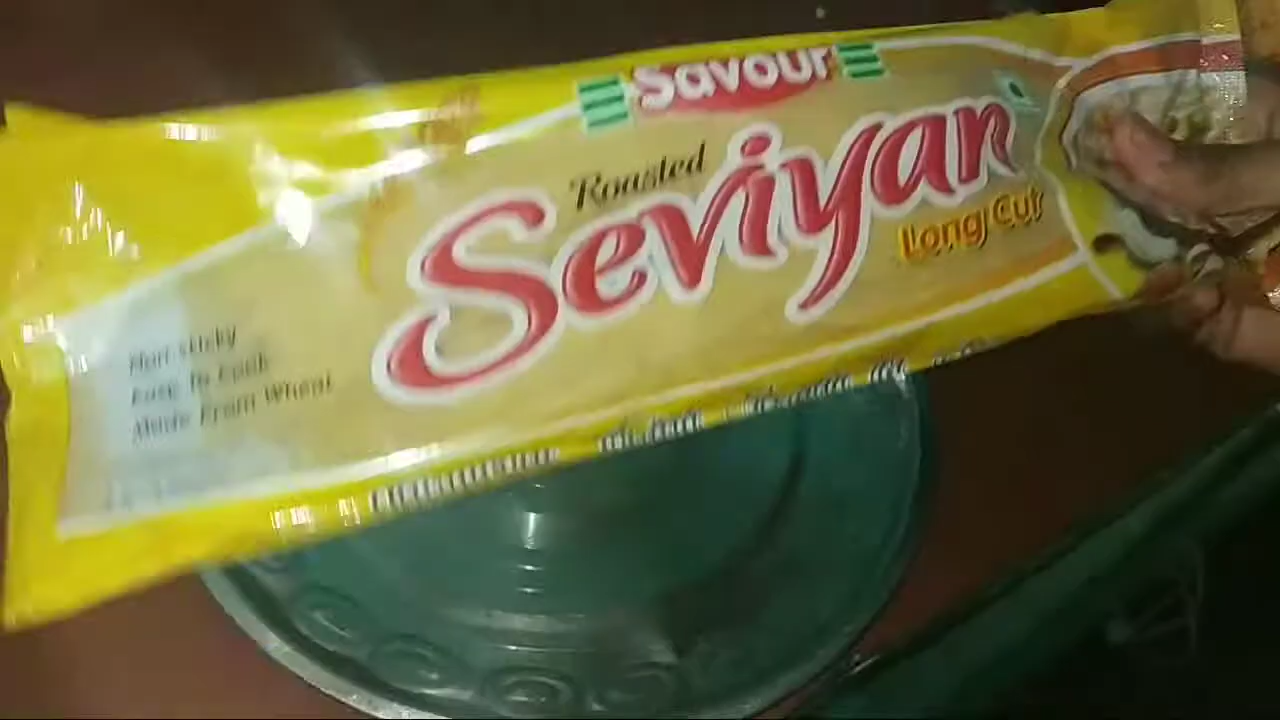 Savour
Roasted
Seviyan
Long Cut
Non sticky
Easy To Cook
Made From Wheat